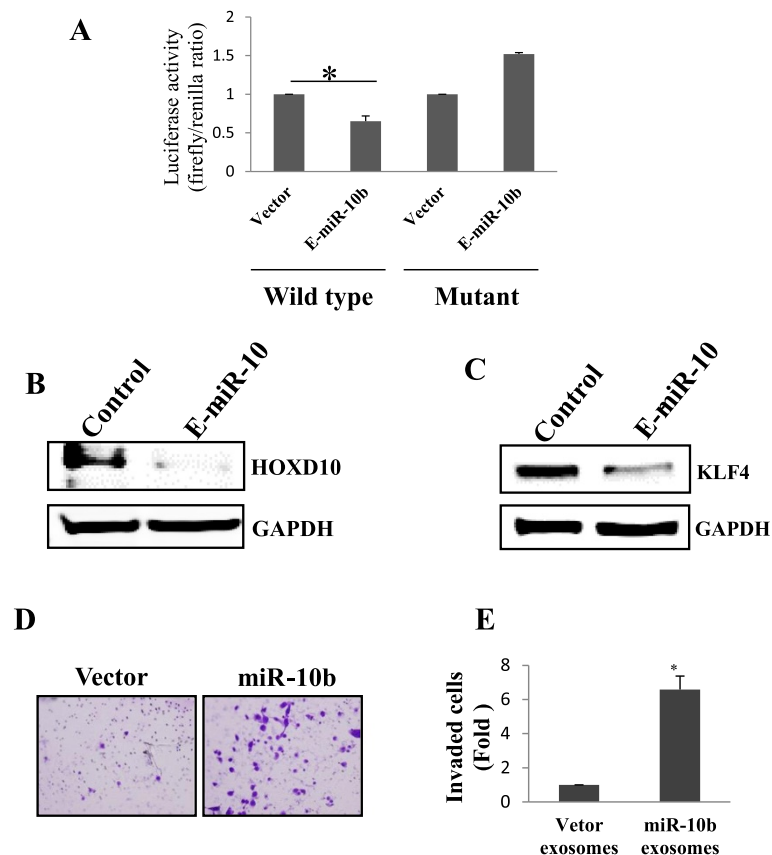 A
Luciferase activity
(firefly/renilla ratio)
2
1.5
1
0.5
0
*
Vector
E-miR-10b
Vector
E-miR-10b
Wild type
Mutant
B
Control
E-miR-10
HOXD10
GAPDH
C
Control
E-miR-10
KLF4
GAPDH
D
Vector
miR-10b
E
Invaded cells
(Fold )
8
6
4
2
0
*
Vetor
exosomes
miR-10b
exosomes